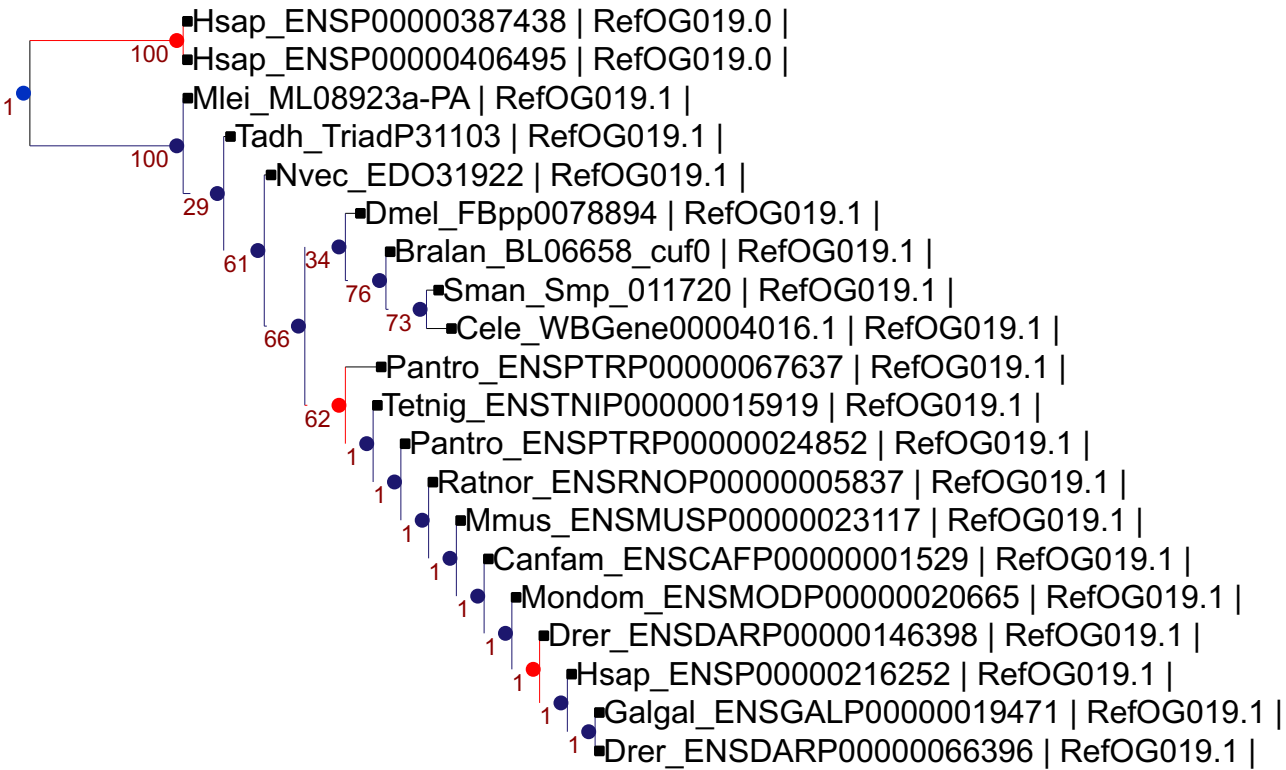 Hsap_ENSP00000387438 | RefOG019.0 |
100
Hsap_ENSP00000406495 | RefOG019.0 |
1
Mlei_ML08923a-PA | RefOG019.1 |
Tadh_TriadP31103 | RefOG019.1 |
100
Nvec_EDO31922 | RefOG019.1 |
29
Dmel_FBpp0078894 | RefOG019.1 |
Bralan_BL06658_cuf0 | RefOG019.1 |
61
34
Sman_Smp_011720 | RefOG019.1 |
76
Cele_WBGene00004016.1 | RefOG019.1 |
73
66
Pantro_ENSPTRP00000067637 | RefOG019.1 |
Tetnig_ENSTNIP00000015919 | RefOG019.1 |
62
Pantro_ENSPTRP00000024852 | RefOG019.1 |
1
Ratnor_ENSRNOP00000005837 | RefOG019.1 |
1
Mmus_ENSMUSP00000023117 | RefOG019.1 |
1
Canfam_ENSCAFP00000001529 | RefOG019.1 |
1
Mondom_ENSMODP00000020665 | RefOG019.1 |
1
Drer_ENSDARP00000146398 | RefOG019.1 |
1
Hsap_ENSP00000216252 | RefOG019.1 |
1
Galgal_ENSGALP00000019471 | RefOG019.1 |
1
Drer_ENSDARP00000066396 | RefOG019.1 |
1